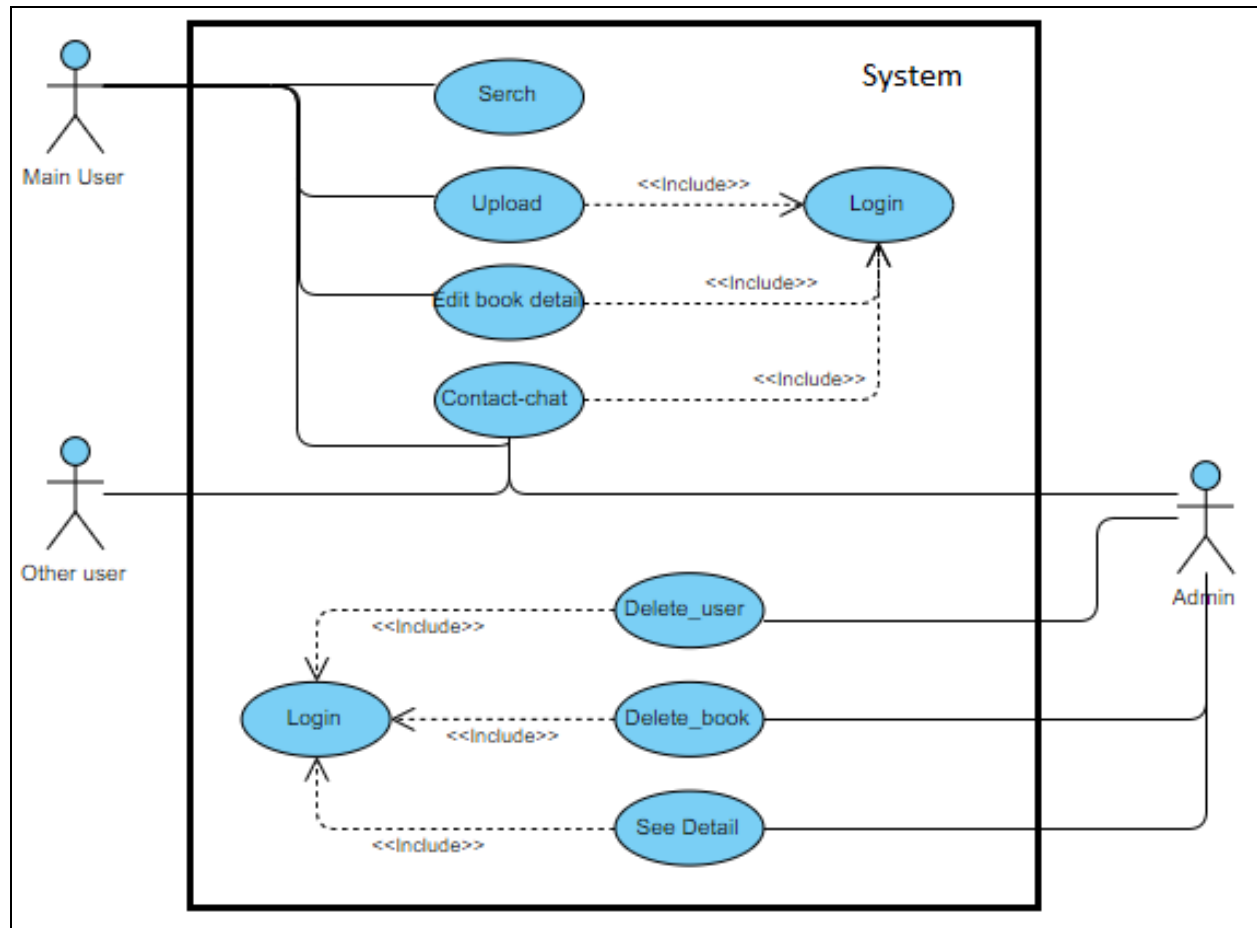 System
Serch
Main User
Upload
<<Include>>
Login
Edit book detail
<<Include>>
Contact-chat
<<Include>>
Other user
Admin
Delete_user
<<Include>>
Login
Delete_book
<<Include>>
See Detail
<<Include>>